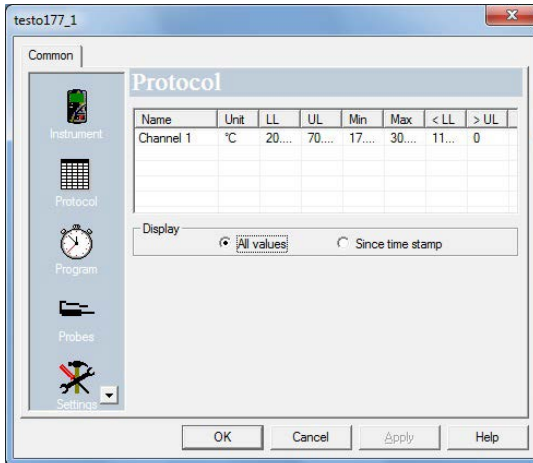 testo177_1
Common
Instrument
Protocol
Program
Probes
Settings
Protocol
Name Unit LL UL Min Max < LL > UL
Channel 1 °C 20.... 70.... 17.... 30.... 11... 0
Display
All values Since time stamp
OK Cancel Apply Help